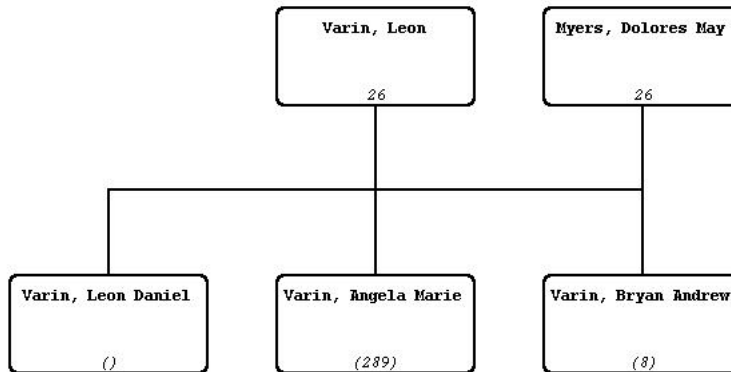 Varin, Leon
Myers, Dolores May
26
26
Varin, Leon Daniel
Varin, Angela Marie
Varin, Bryan Andrew
()
(289)
(8)